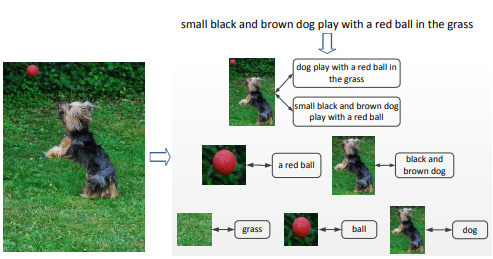 small black and brown dog play with a red ball in the grass
dog play with a red ball in
the grass
small black and brown dog
play with a red ball
a red ball
black and
brown dog
grass
ball
dog